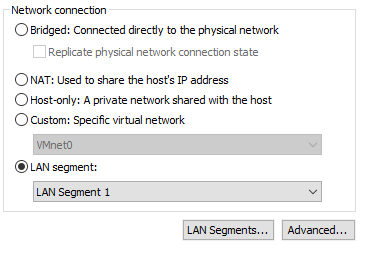 Network connection
Bridged: Connected directly to the physical network
Replicate physical network connection state
NAT: Used to share the host's IP address
Host-only: A private network shared with the host
Custom: Specific virtual network
VMnet0
LAN segment:
LAN Segment 1
LAN Segments... Advanced...